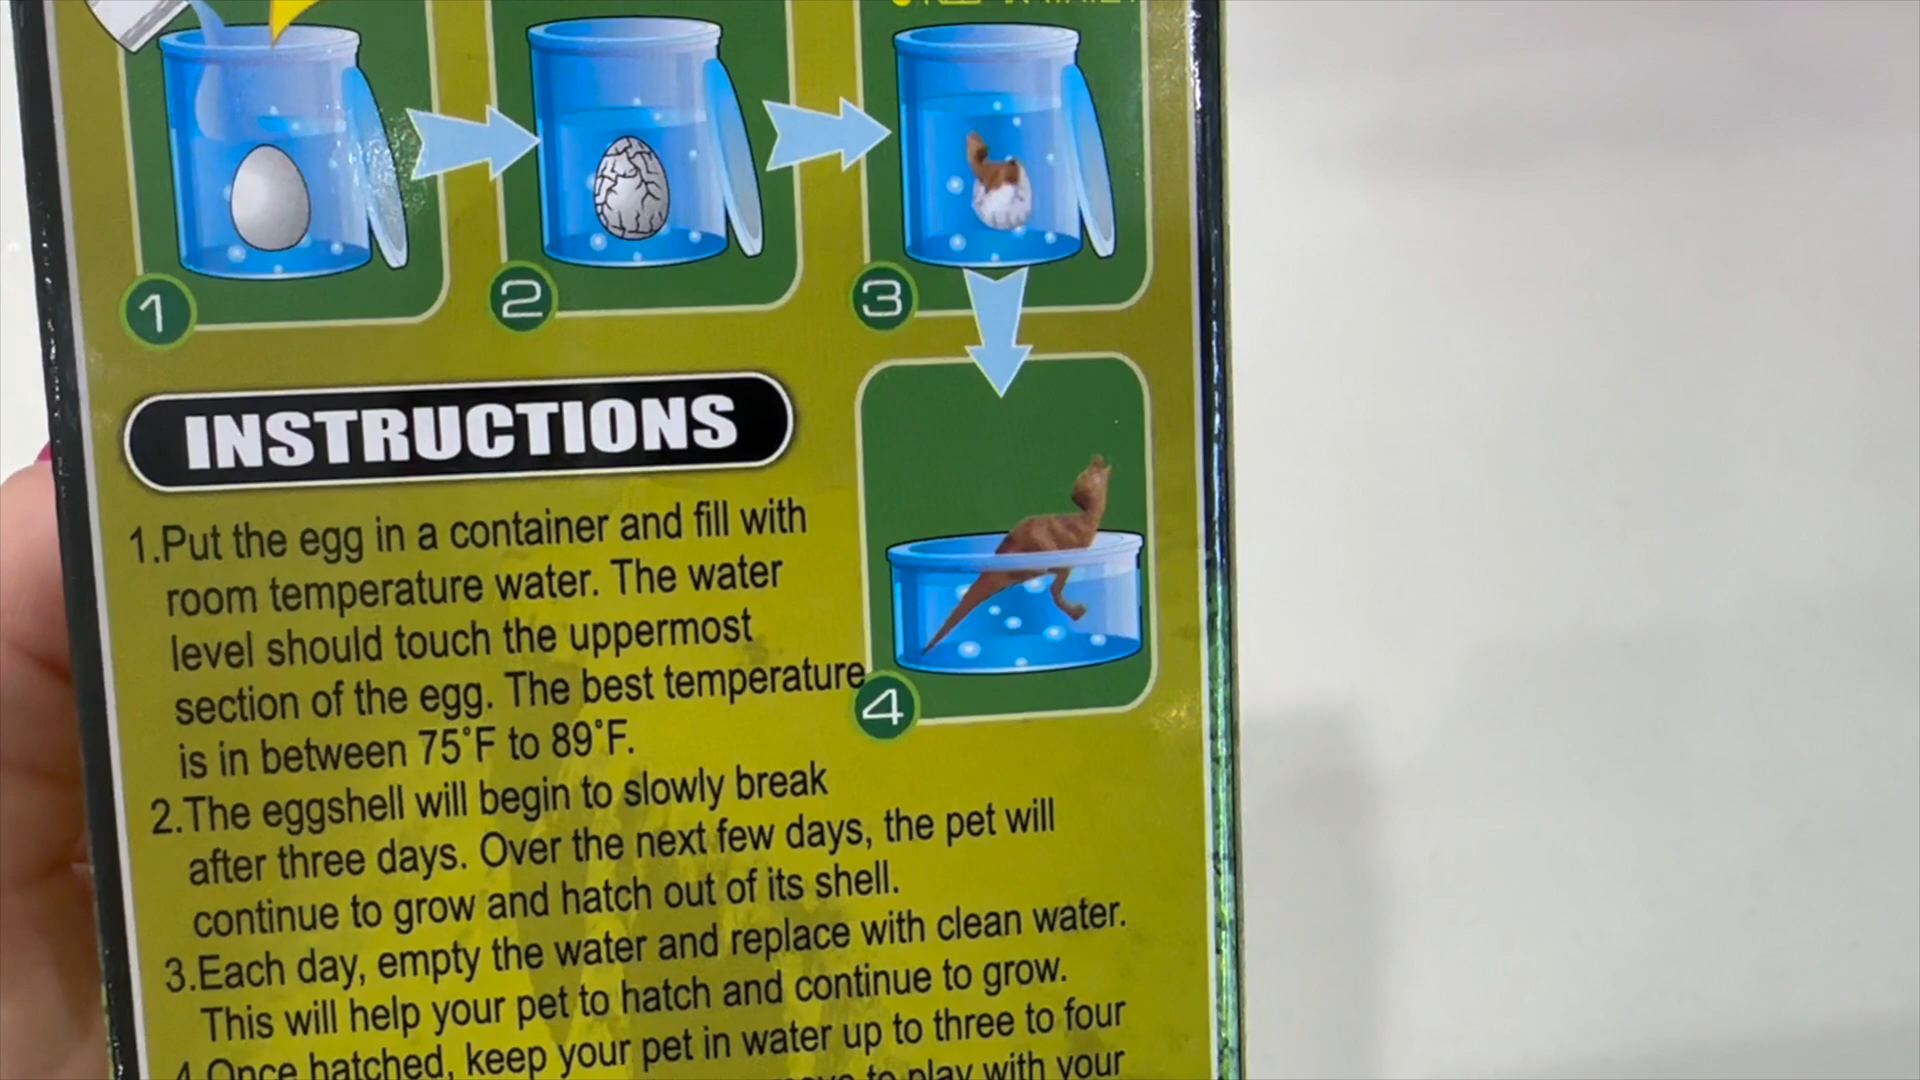 1
2
3
INSTRUCTIONS
4
1.Put the egg in a container and fill with
room temperature water. The water
level should touch the uppermost
section of the egg. The best temperature
is in between 75°F to 89°F.
2.The eggshell will begin to slowly break
after three days. Over the next few days, the pet will
continue to grow and hatch out of its shell.
3.Each day, empty the water and replace with clean water.
This will help your pet to hatch and continue to grow.
4.Once hatched, keep your pet in water up to three to four
to play with your